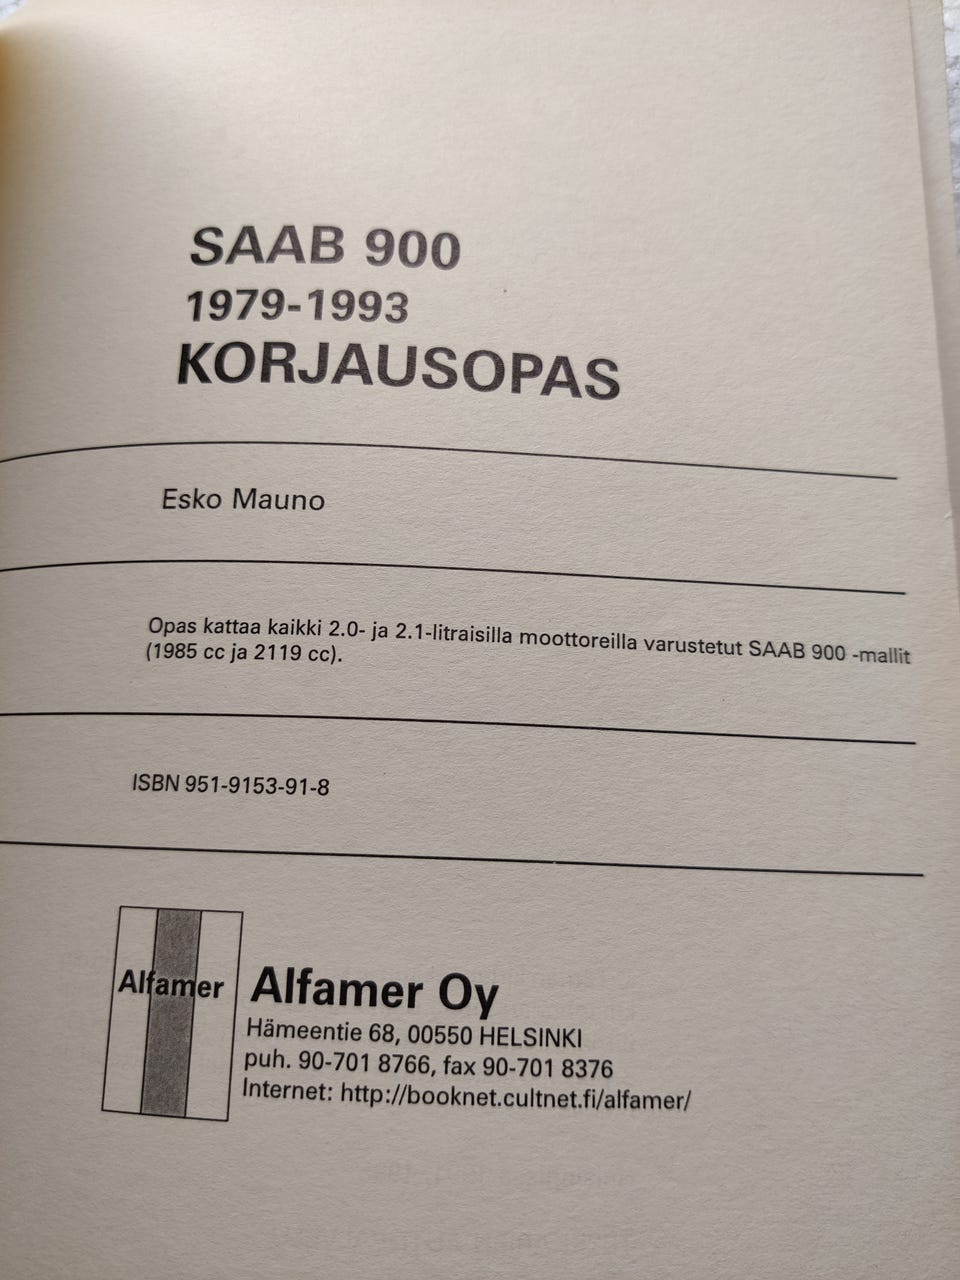 SAAB 900
1979-1993
KORJAUSOPAS
Esko Mauno
Opas kattaa kaikki 2.0- ja 2.1-litraisilla moottoreilla varustetut SAAB 900 -mallit
(1985 cc ja 2119 cc).
ISBN 951-9153-91-8
Alfamer
Alfamer Oy
Hämeentie 68, 00550 HELSINKI
puh. 90-701 8766, fax 90-701 8376
Internet: http://booknet.cultnet.fi/alfamer/